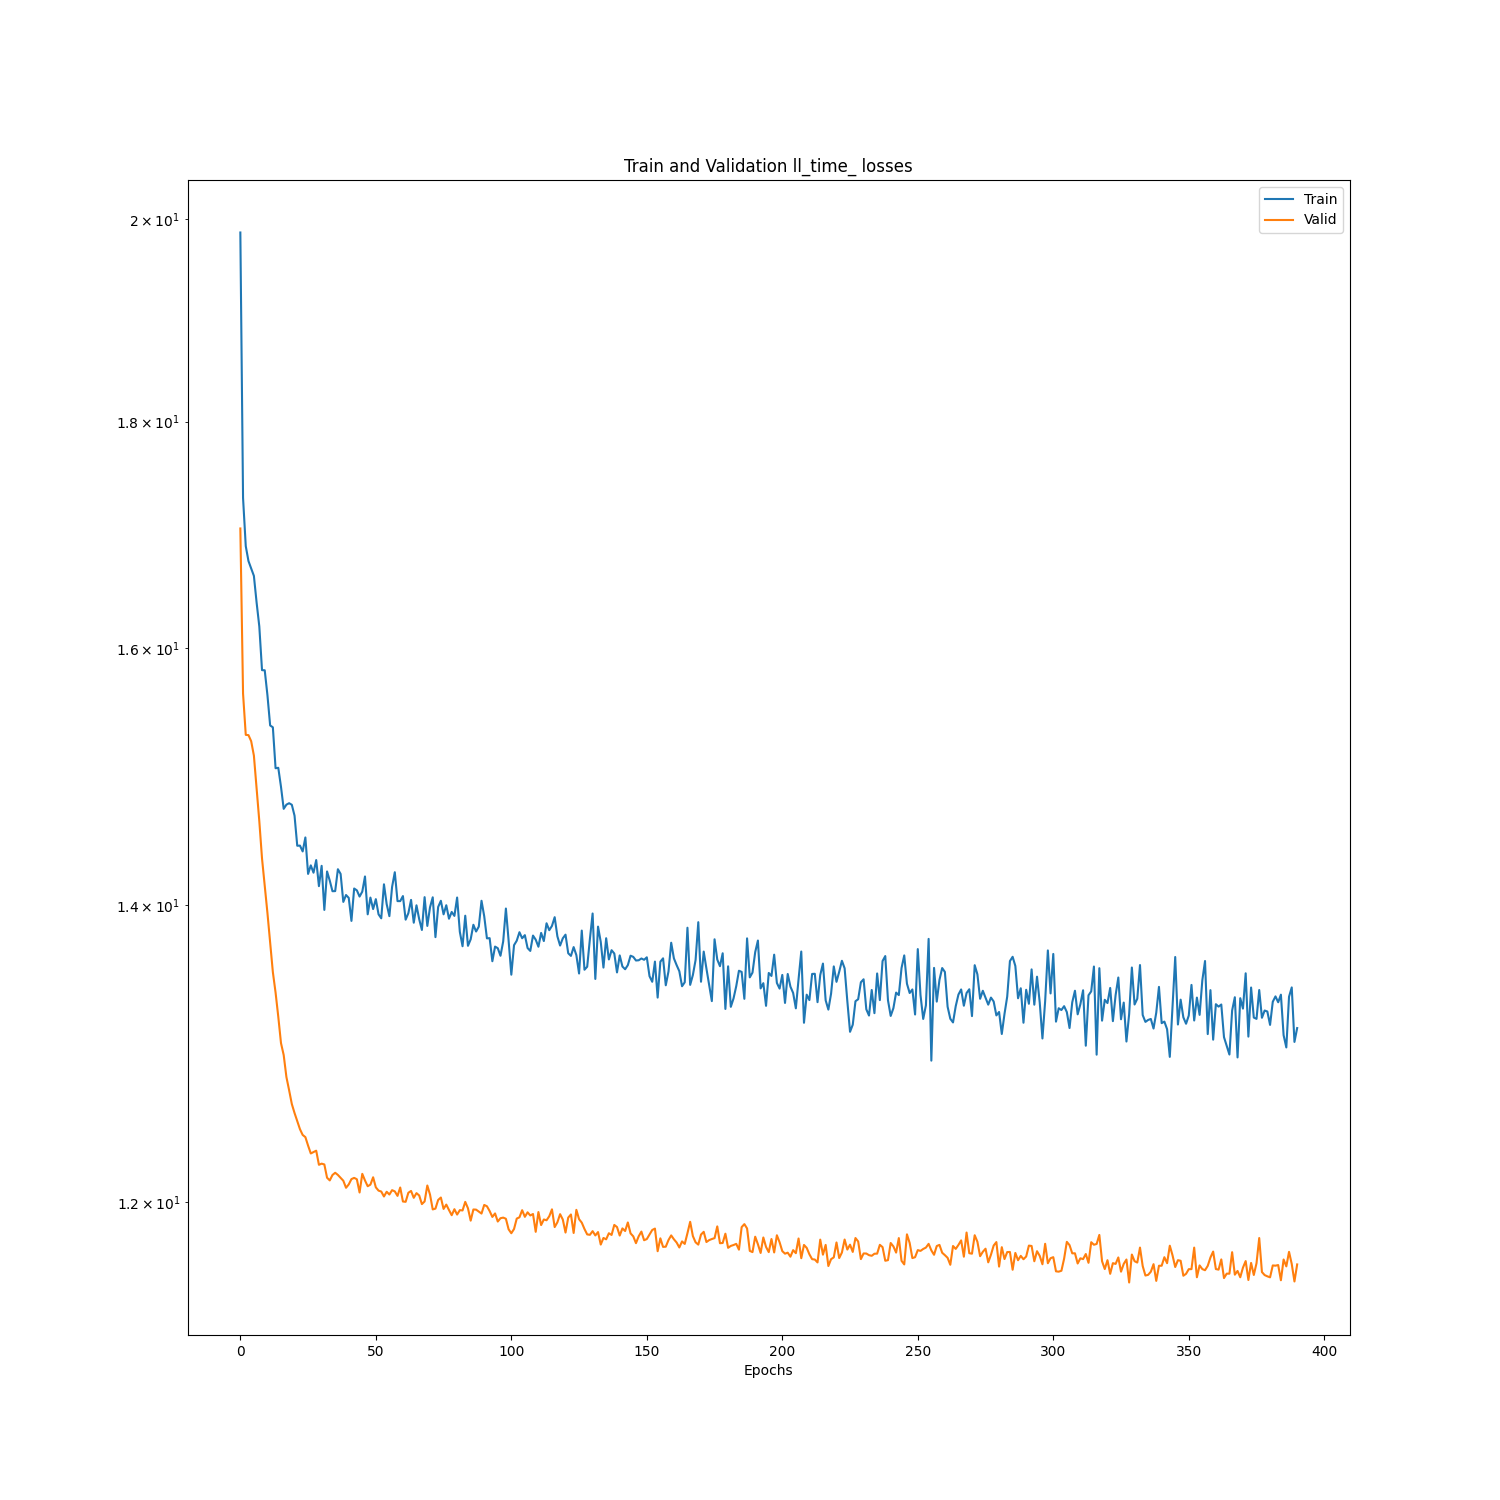 Train and Validation ll_time_ losses
Train
Valid
2 × 10¹
1.8 × 10¹
1.6 × 10¹
1.4 × 10¹
1.2 × 10¹
0 50 100 150 200 250 300 350 400
Epochs